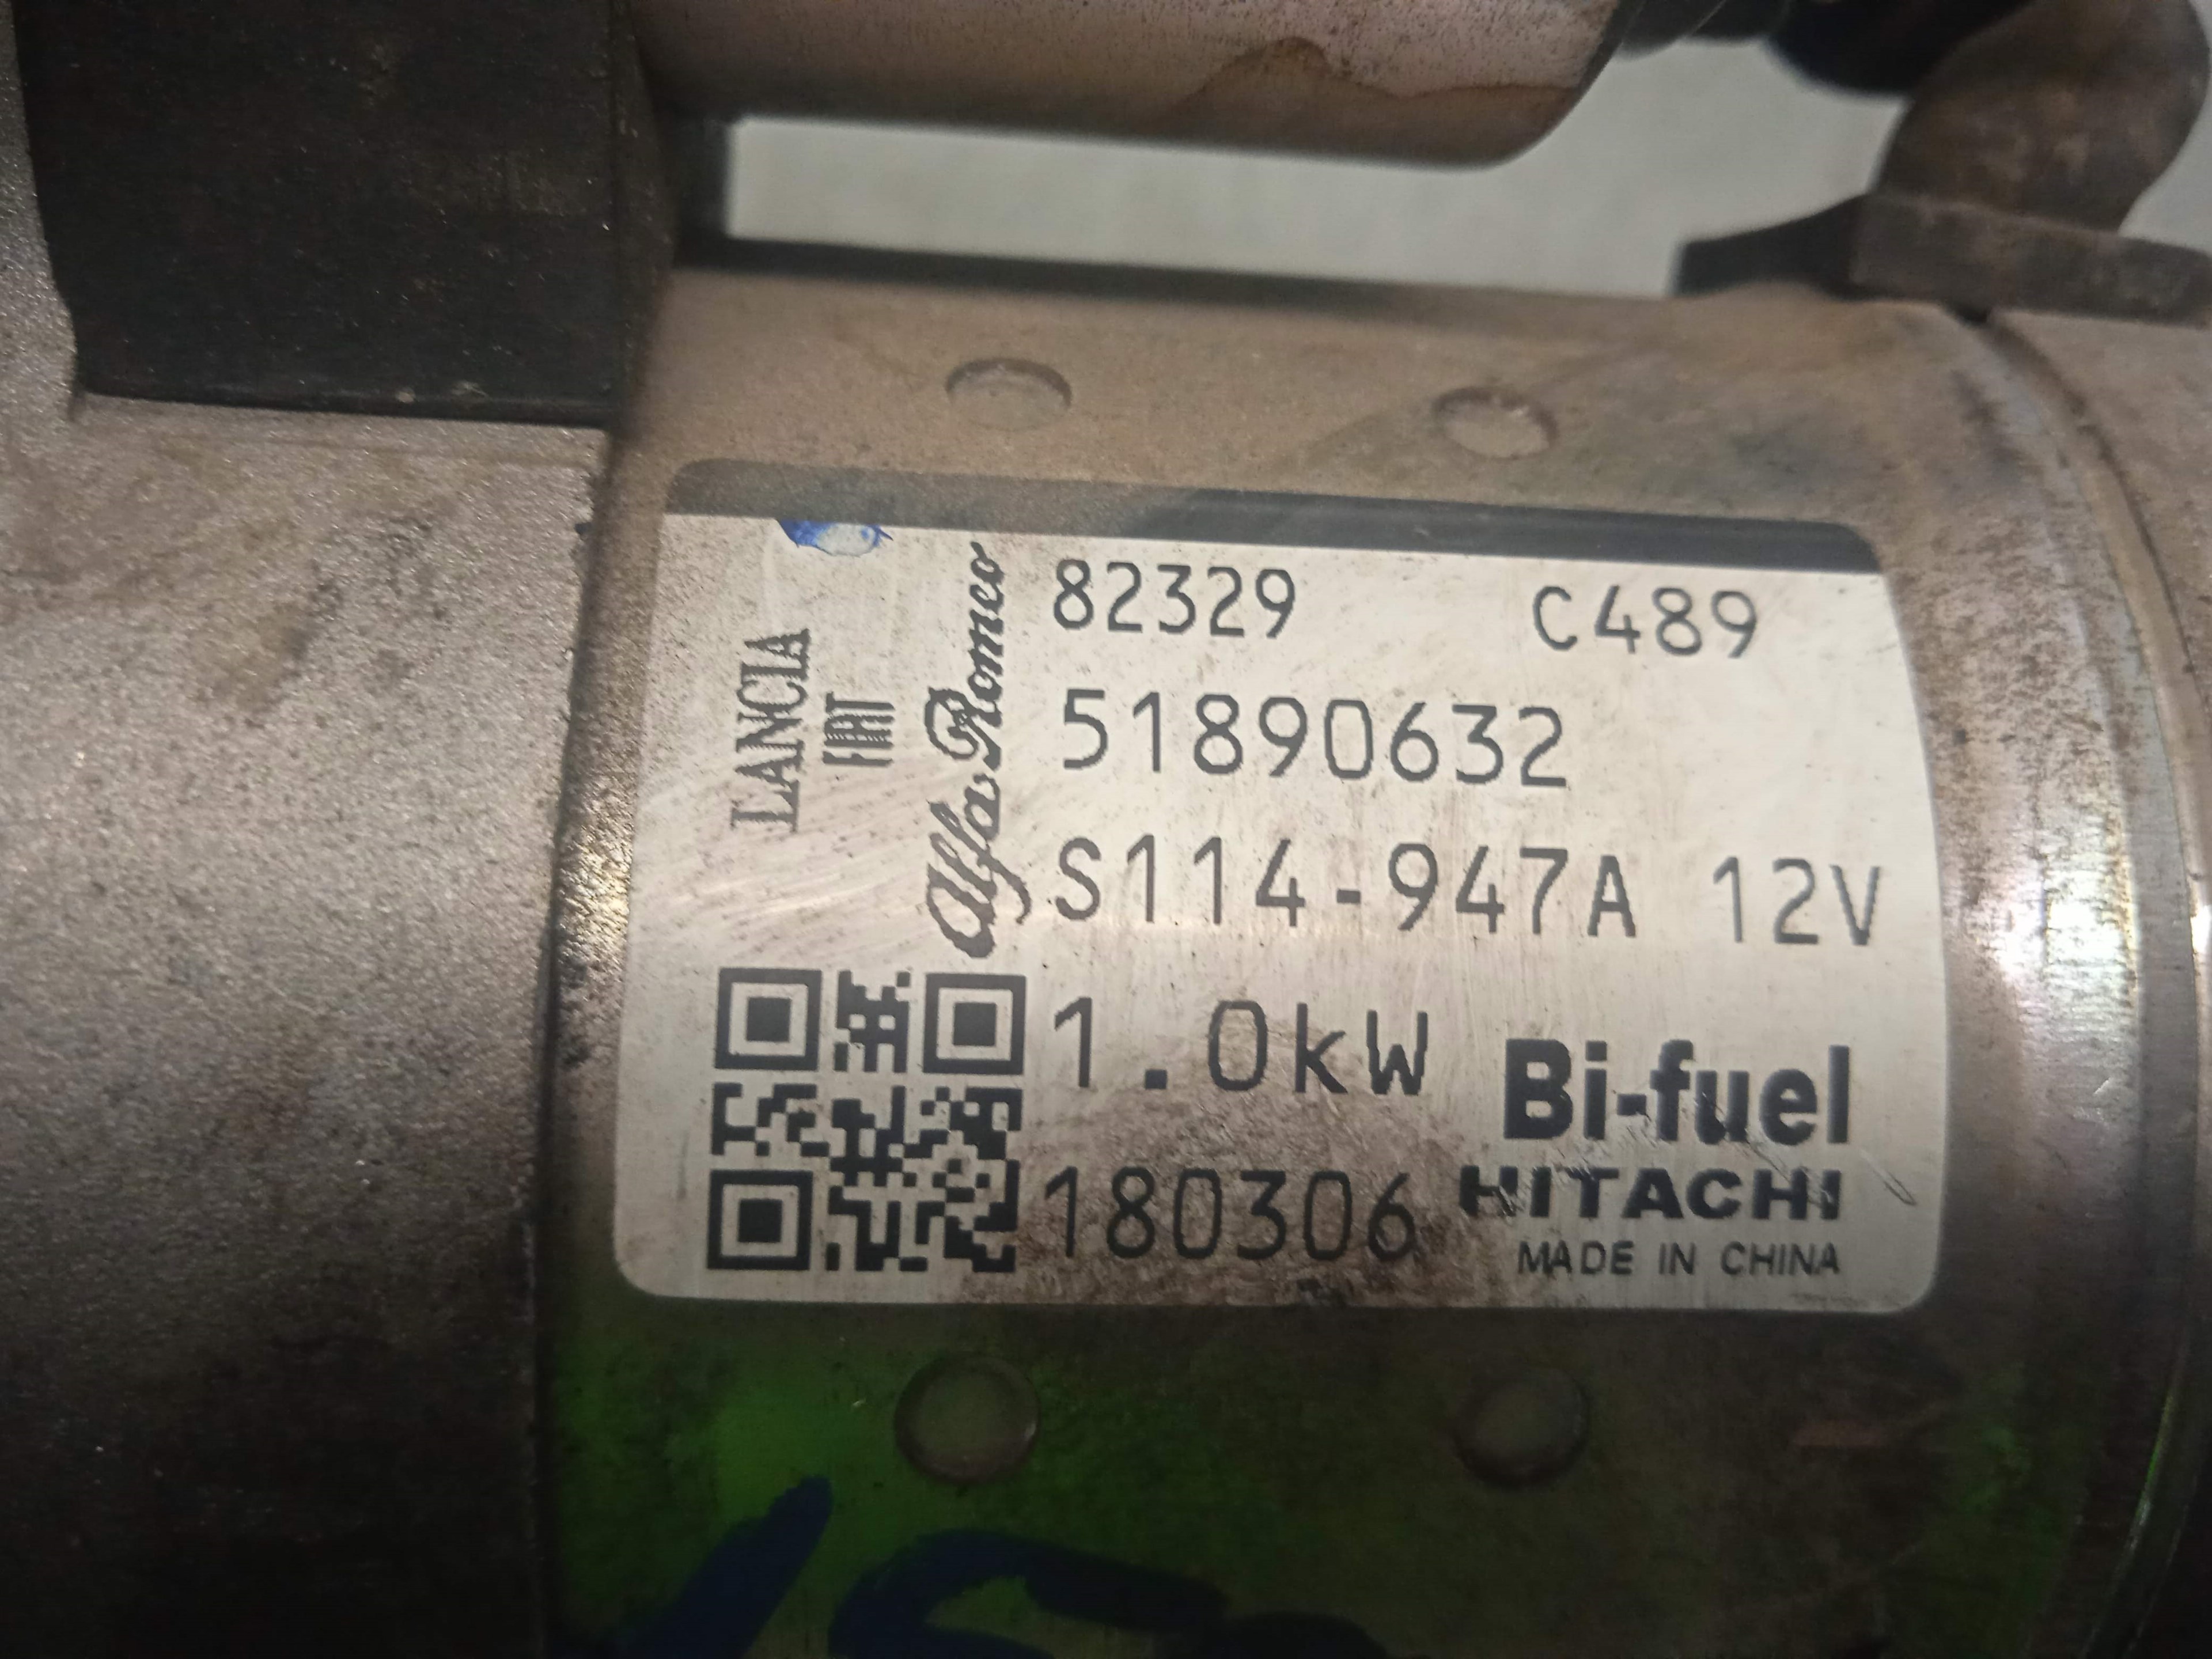 LANCIA
FIAT
Alfa Romeo
82329 C489
51890632
S114-947A 12V
1.0kW
Bi-fuel
180306
HITACHI
MADE IN CHINA